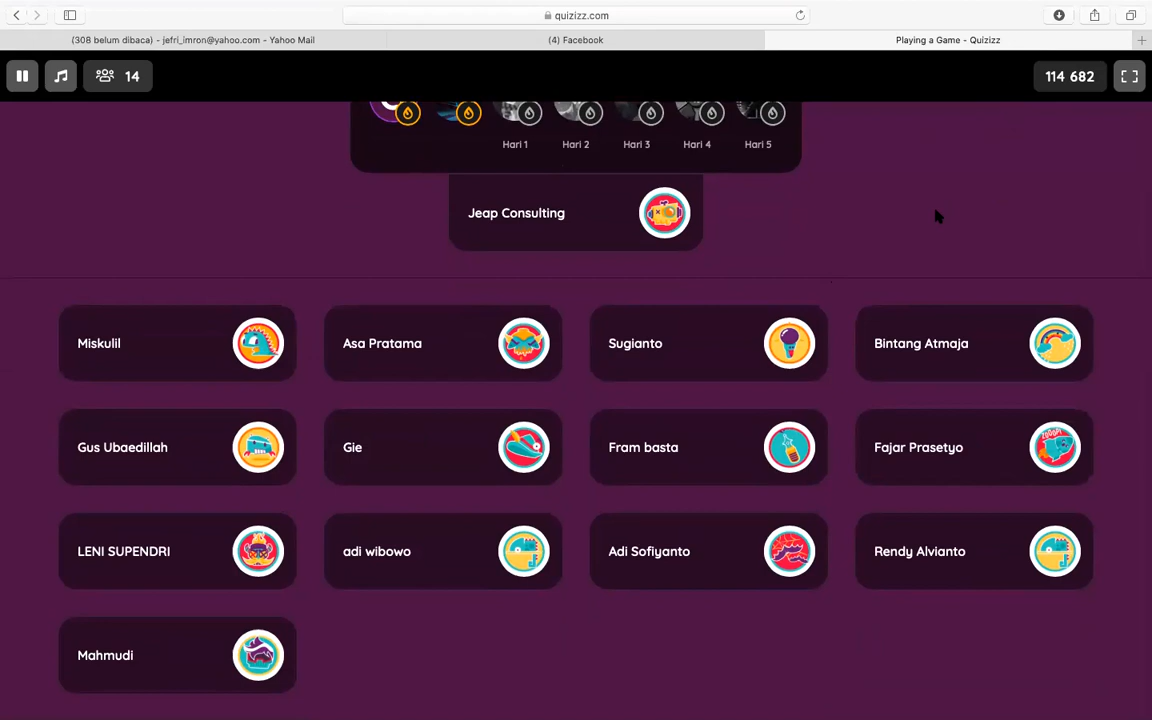 quizizz.com
(308 belum dibaca) - jefri_imron@yahoo.com - Yahoo Mail
(4) Facebook
Playing a Game - Quizizz
14
114 682
Hari 1
Hari 2
Hari 3
Hari 4
Hari 5
Jeap Consulting
Miskulil
Asa Pratama
Sugianto
Bintang Atmaja
Gus Ubaedillah
Gie
Fram basta
Fajar Prasetyo
LENI SUPENDRI
adi wibowo
Adi Sofiyanto
Rendy Alvianto
Mahmudi